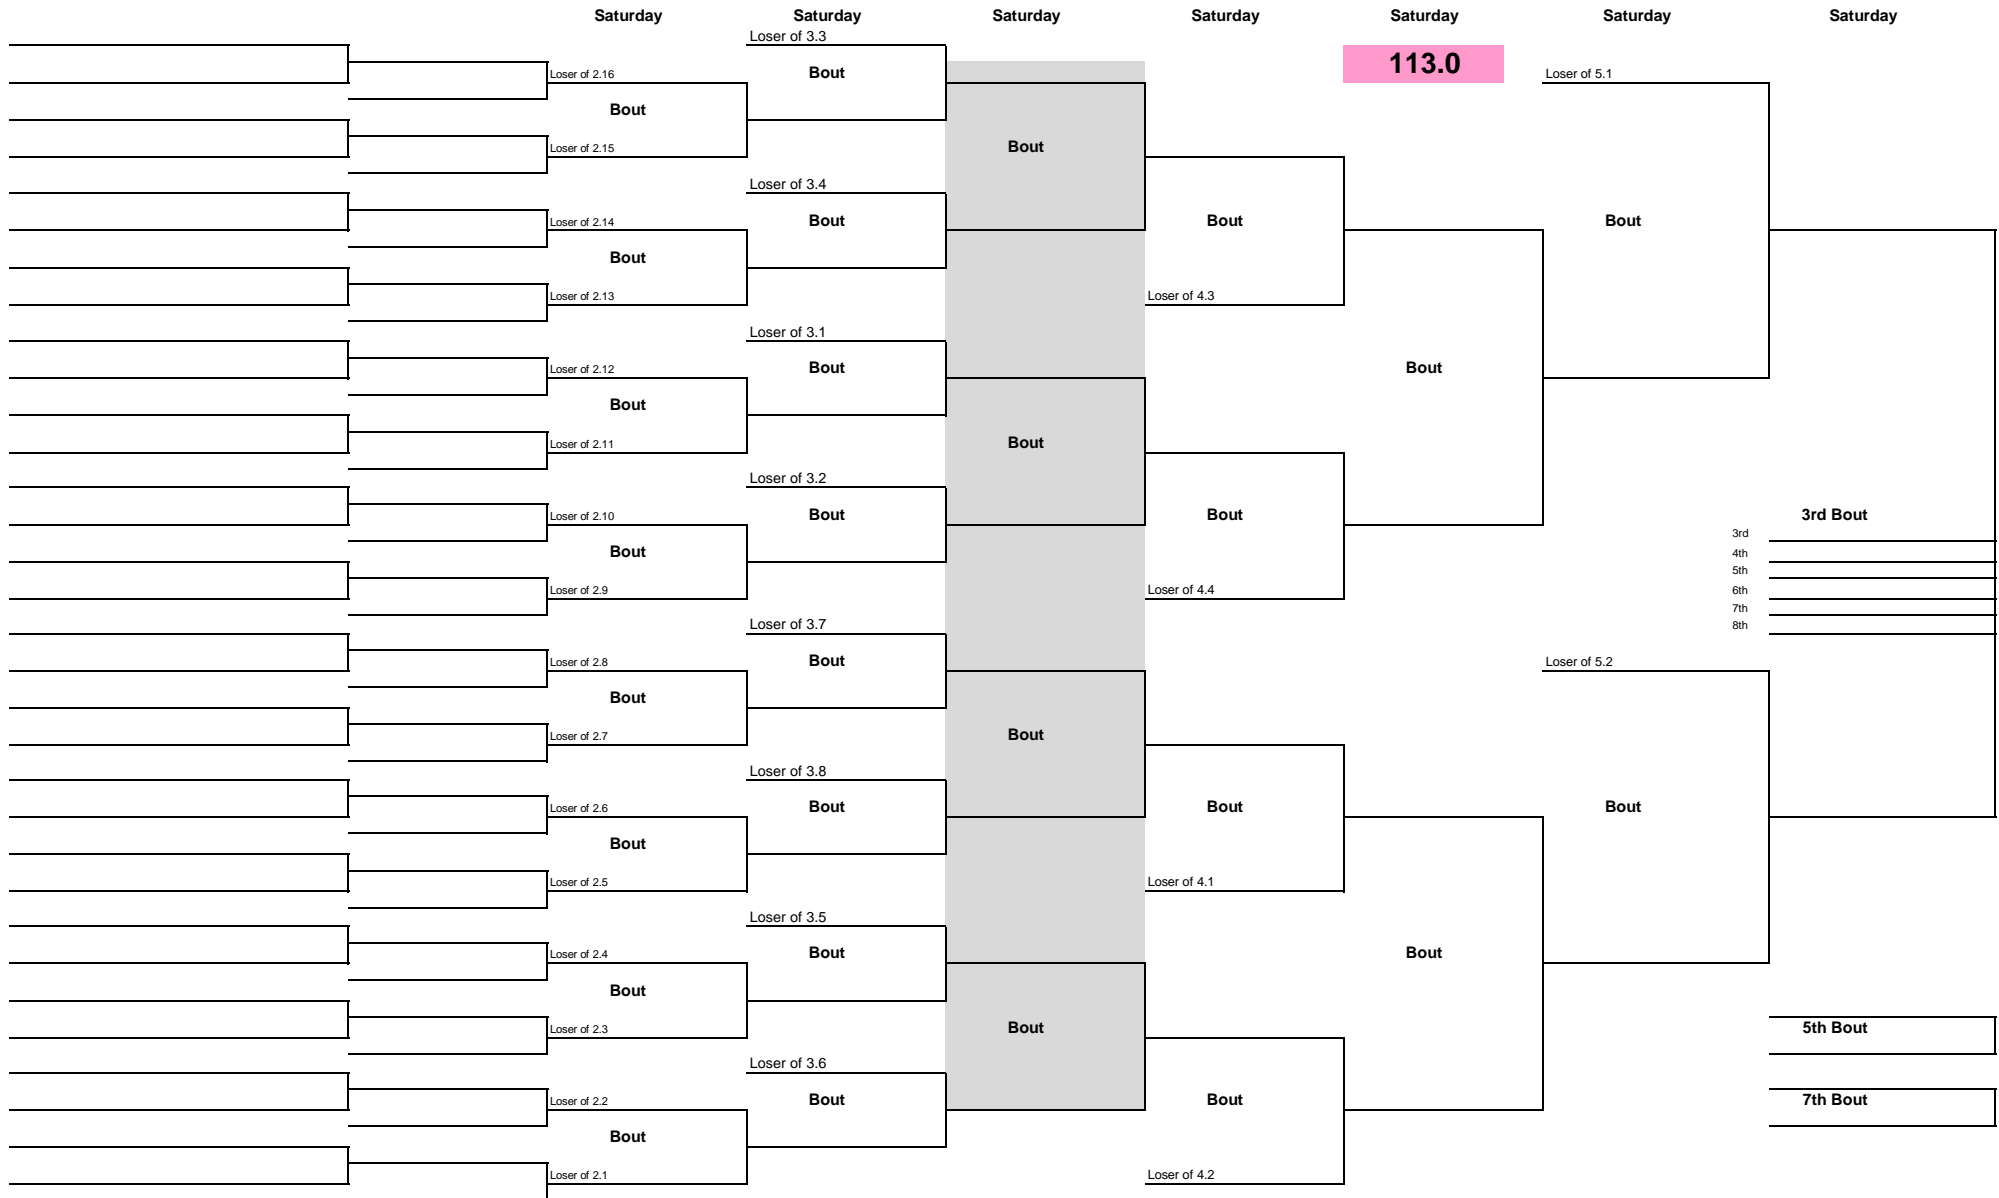 Saturday Saturday Saturday Saturday Saturday Saturday Saturday
Loser of 3.3
113.0
Loser of 2.16 Bout Loser of 5.1
Bout
Loser of 2.15 Bout
Loser of 3.4
Loser of 2.14 Bout Bout Bout
Bout
Loser of 2.13 Loser of 4.3
Loser of 3.1
Loser of 2.12 Bout Bout
Bout
Loser of 2.11 Bout
Loser of 3.2
Loser of 2.10 Bout Bout 3rd Bout
3rd
Bout 4th
5th
Loser of 2.9 Loser of 4.4 6th
7th
Loser of 3.7 8th
Loser of 2.8 Bout Loser of 5.2
Bout
Loser of 2.7 Bout
Loser of 3.8
Loser of 2.6 Bout Bout Bout
Bout
Loser of 2.5 Loser of 4.1
Loser of 3.5
Loser of 2.4 Bout Bout
Bout
Loser of 2.3 Bout 5th Bout
Loser of 3.6
Loser of 2.2 Bout Bout 7th Bout
Bout
Loser of 2.1 Loser of 4.2